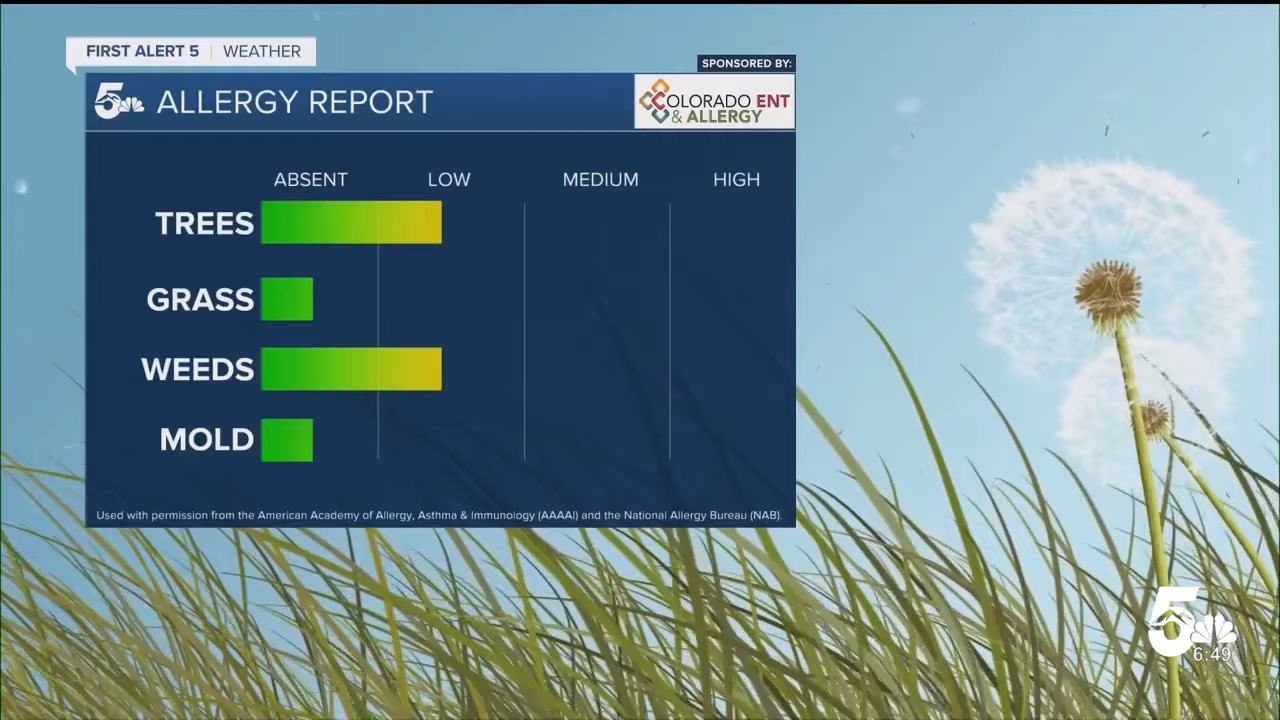 FIRST ALERT 5 | WEATHER
SPONSORED BY:
5 ALLERGY REPORT
COLORADO ENT
& ALLERGY
ABSENT LOW MEDIUM HIGH
TREES
GRASS
WEEDS
MOLD
Used with permission from the American Academy of Allergy, Asthma & Immunology (AAAAI) and the National Allergy Bureau (NAB).
5
6:49